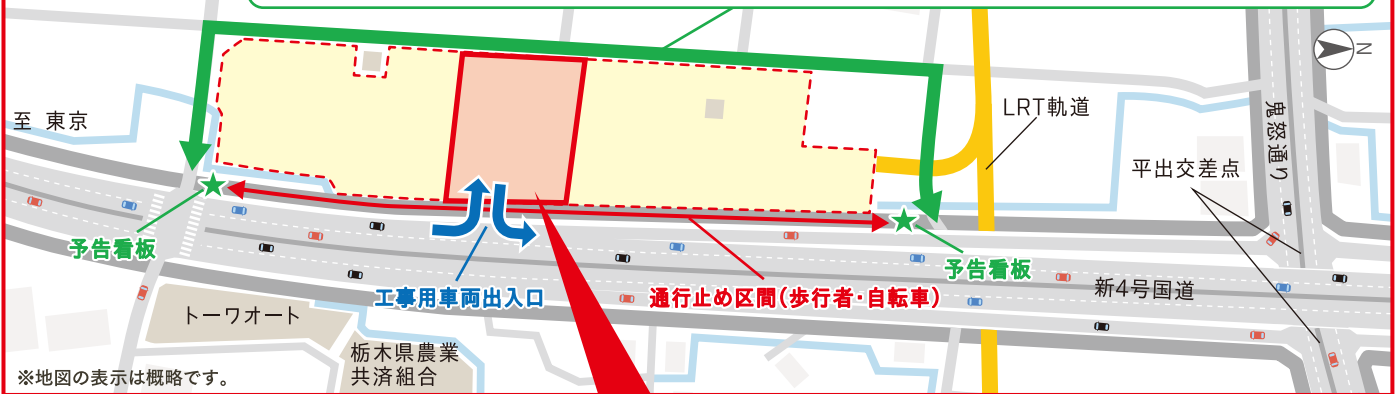 N
至 東京
LRT軌道
鬼怒通り
平出交差点
予告看板
工事用車両出入口
通行止め区間(歩行者・自転車)
予告看板
新4号国道
トーワオート
栃木県農業
共済組合
※地図の表示は概略です。